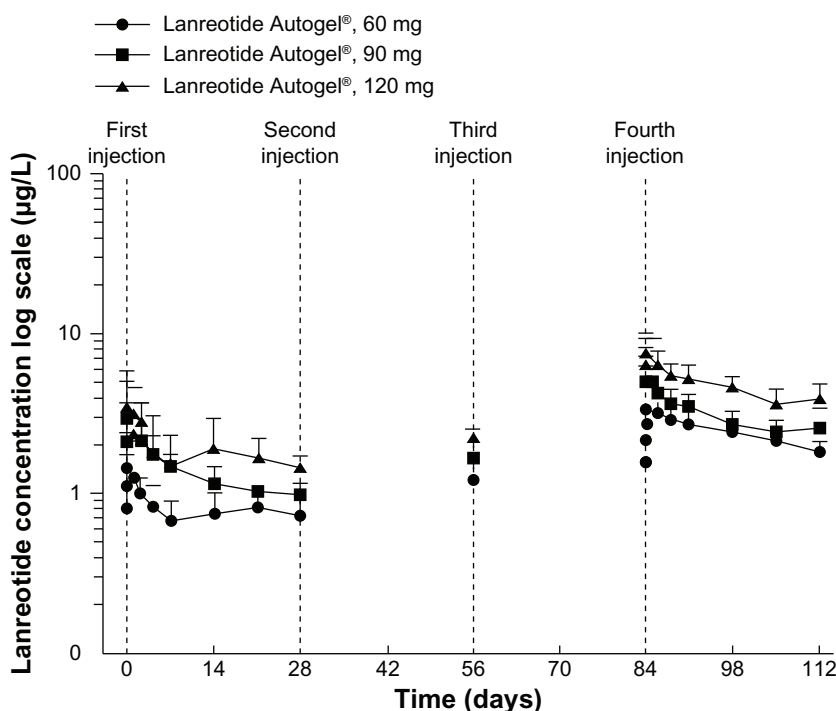 Lanreotide Autogel®, 60 mg
Lanreotide Autogel®, 90 mg
Lanreotide Autogel®, 120 mg
First
injection
Second
injection
Third
injection
Fourth
injection
Lanreotide concentration log scale (µg/L)
100
10
1
0
0 14 28 42 56 70 84 98 112
Time (days)